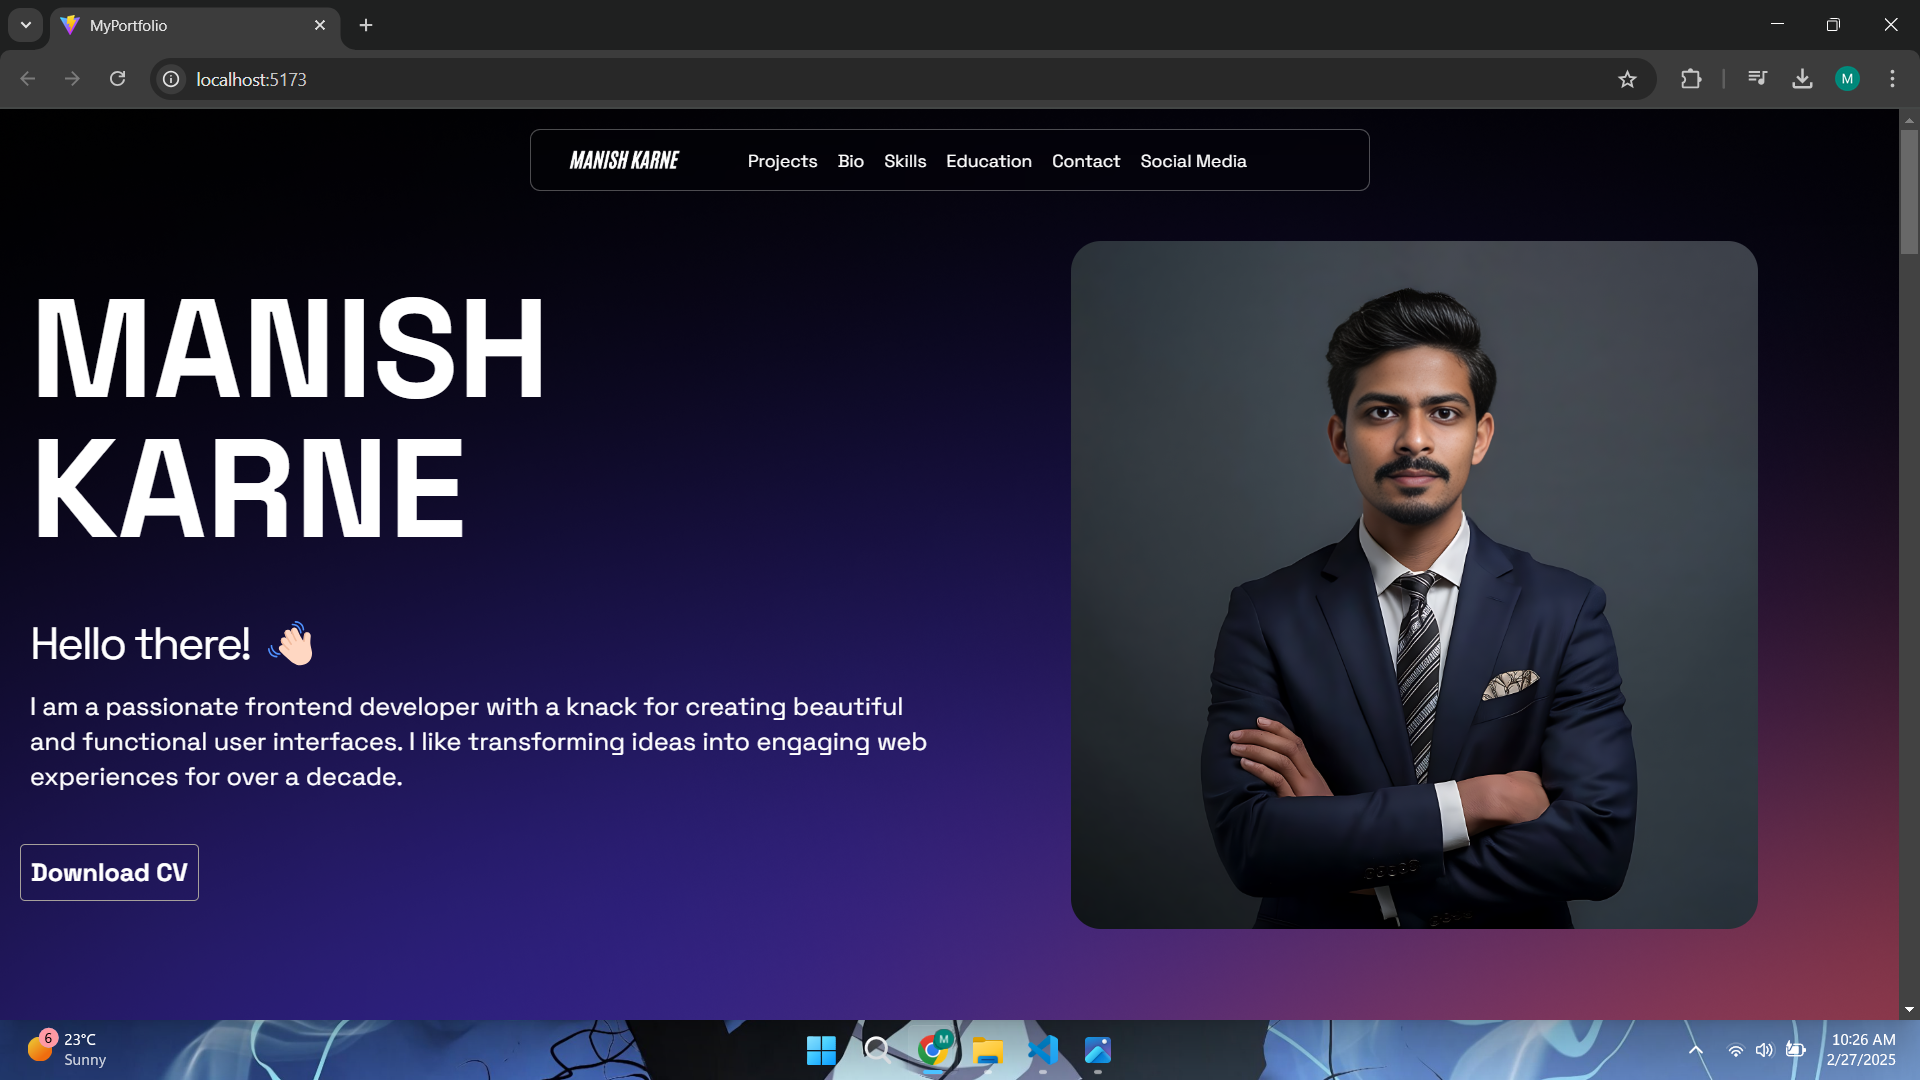 MyPortfolio
localhost:5173
M
MANISH KARNE
Projects Bio Skills Education Contact Social Media
MANISH
KARNE
Hello there!
I am a passionate frontend developer with a knack for creating beautiful
and functional user interfaces. I like transforming ideas into engaging web
experiences for over a decade.
Download CV
6
23°C
Sunny
M
10:26 AM
2/27/2025